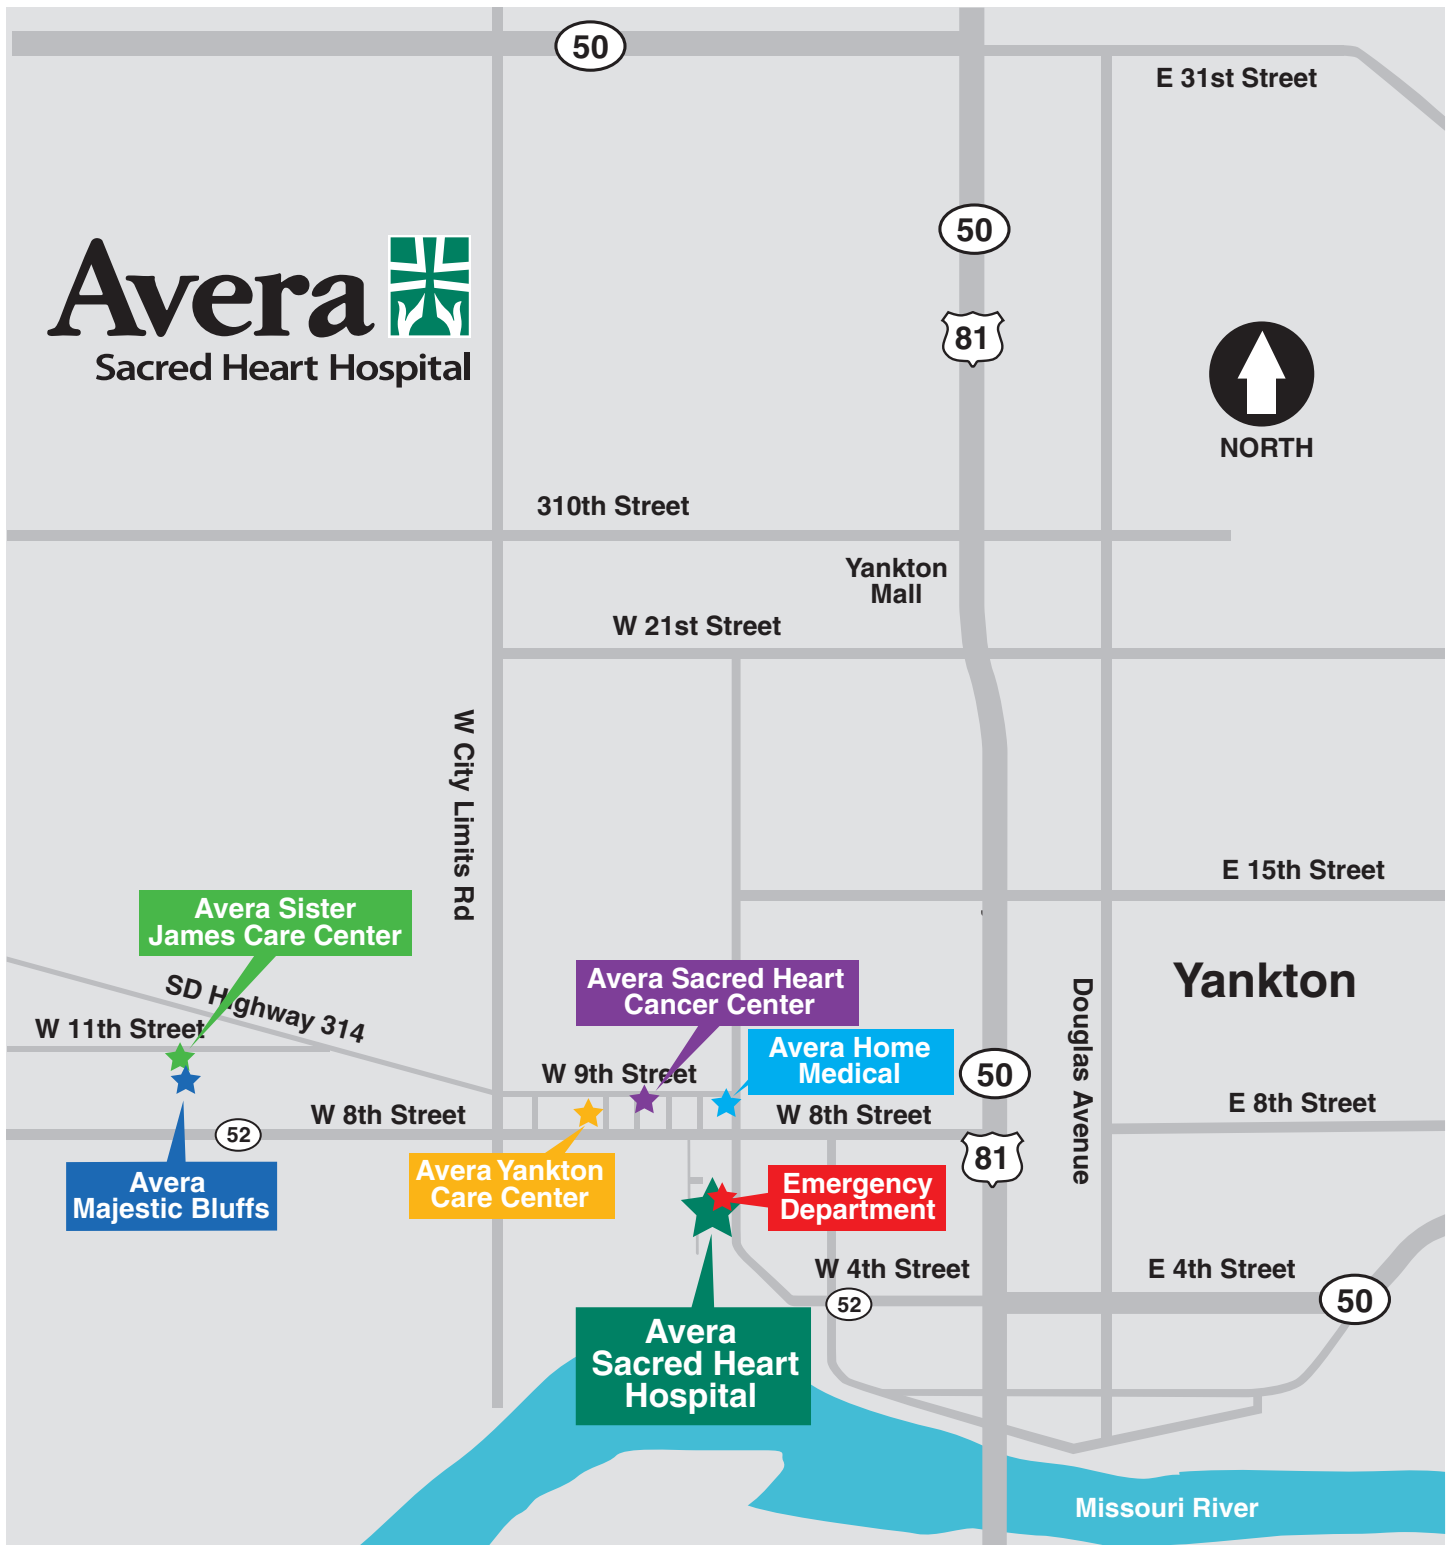 50
E 31st Street
50
Avera
Sacred Heart Hospital
81
NORTH
310th Street
Yankton
Mall
W 21st Street
W City Limits Rd
E 15th Street
Avera Sister
James Care Center
Avera Sacred Heart
Cancer Center
Yankton
Douglas Avenue
SD Highway 314
W 11th Street
Avera Home
Medical
50
W 9th Street
W 8th Street
52
W 8th Street
E 8th Street
81
Avera
Majestic Bluffs
Avera Yankton
Care Center
Emergency
Department
W 4th Street
E 4th Street
52
50
Avera
Sacred Heart
Hospital
Missouri River